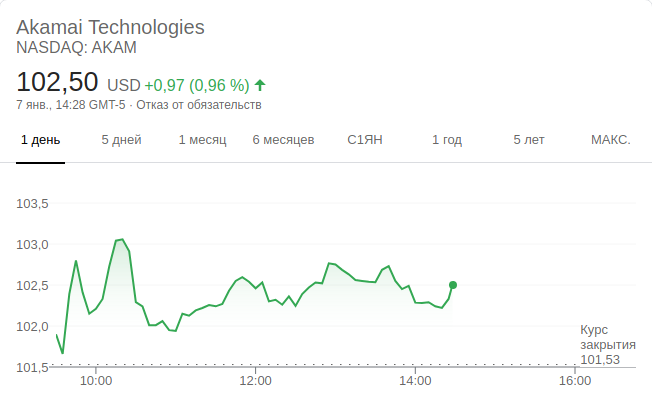 Akamai Technologies
NASDAQ: AKAM
102,50 USD +0,97 (0,96 %)
7 янв., 14:28 GMT-5 · Отказ от обязательств
1 день 5 дней 1 месяц 6 месяцев С1ЯН 1 год 5 лет МАКС.
103,5
103,0
102,5
102,0
101,5
Курс
закрытия
101,53
10:00 12:00 14:00 16:00